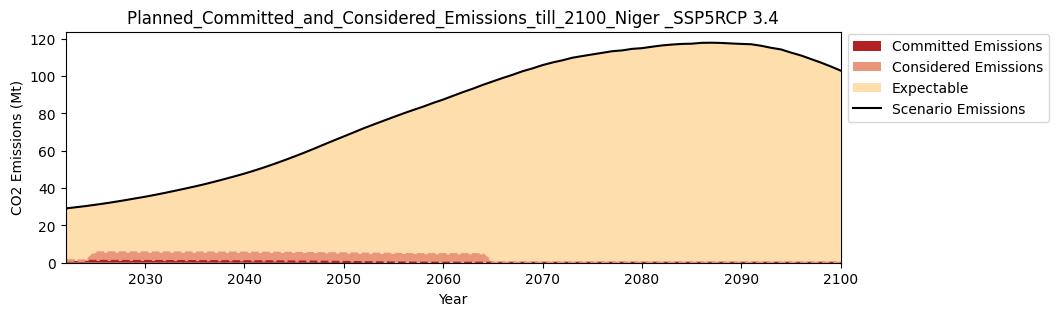 Planned_Committed_and_Considered_Emissions_till_2100_Niger _SSP5RCP 3.4
120
100
80
60
40
20
0
CO2 Emissions (Mt)
2030
2040
2050
2060
2070
2080
2090
2100
Year
Committed Emissions
Considered Emissions
Expectable
Scenario Emissions